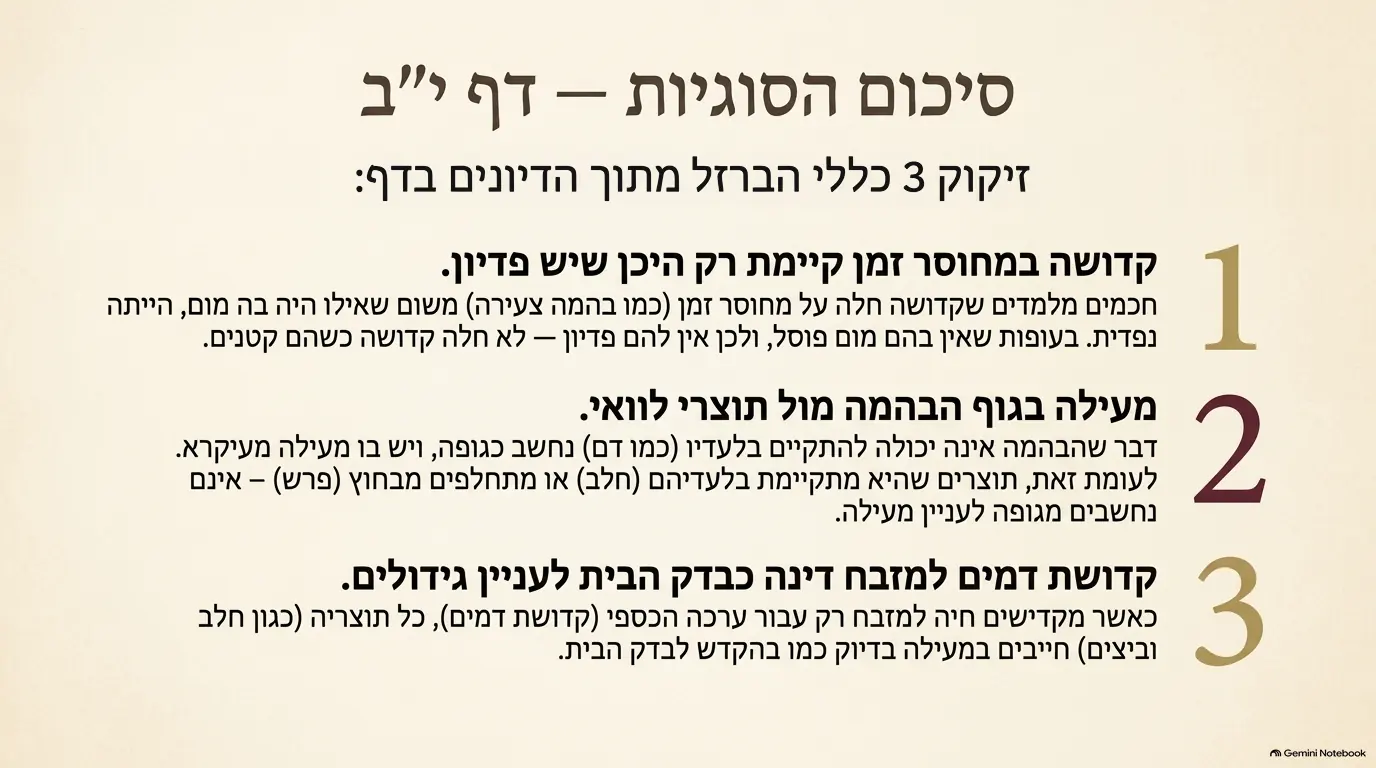 סיכום הסוגיות – דף י"ב
זיקוק 3 כללי הברזל מתוך הדיונים בדף:
1
קדושה במחוסר זמן קיימת רק היכן שיש פדיון.
חכמים מלמדים שקדושה חלה על מחוסר זמן (כמו בהמה צעירה) משום שאילו היה בה מום, הייתה
נפדית. בעופות שאין בהם מום פוסל, ולכן אין להם פדיון — לא חלה קדושה כשהם קטנים.
2
מעילה בגוף הבהמה מול תוצרי לוואי.
דבר שהבהמה אינה יכולה להתקיים בלעדיו (כמו דם) נחשב כגופה, ויש בו מעילה מעיקרא.
לעומת זאת, תוצרים שהיא מתקיימת בלעדיהם (חלב) או מתחלפים מבחוץ (פרש) – אינם
נחשבים מגופה לעניין מעילה.
3
קדושת דמים למזבח דינה כבדק הבית לעניין גידולים.
כאשר מקדישים חיה למזבח רק עבור ערכה הכספי (קדושת דמים), כל תוצריה (כגון חלב
וביצים) חייבים במעילה בדיוק כמו בהקדש לבדק הבית.
Gemini Notebook